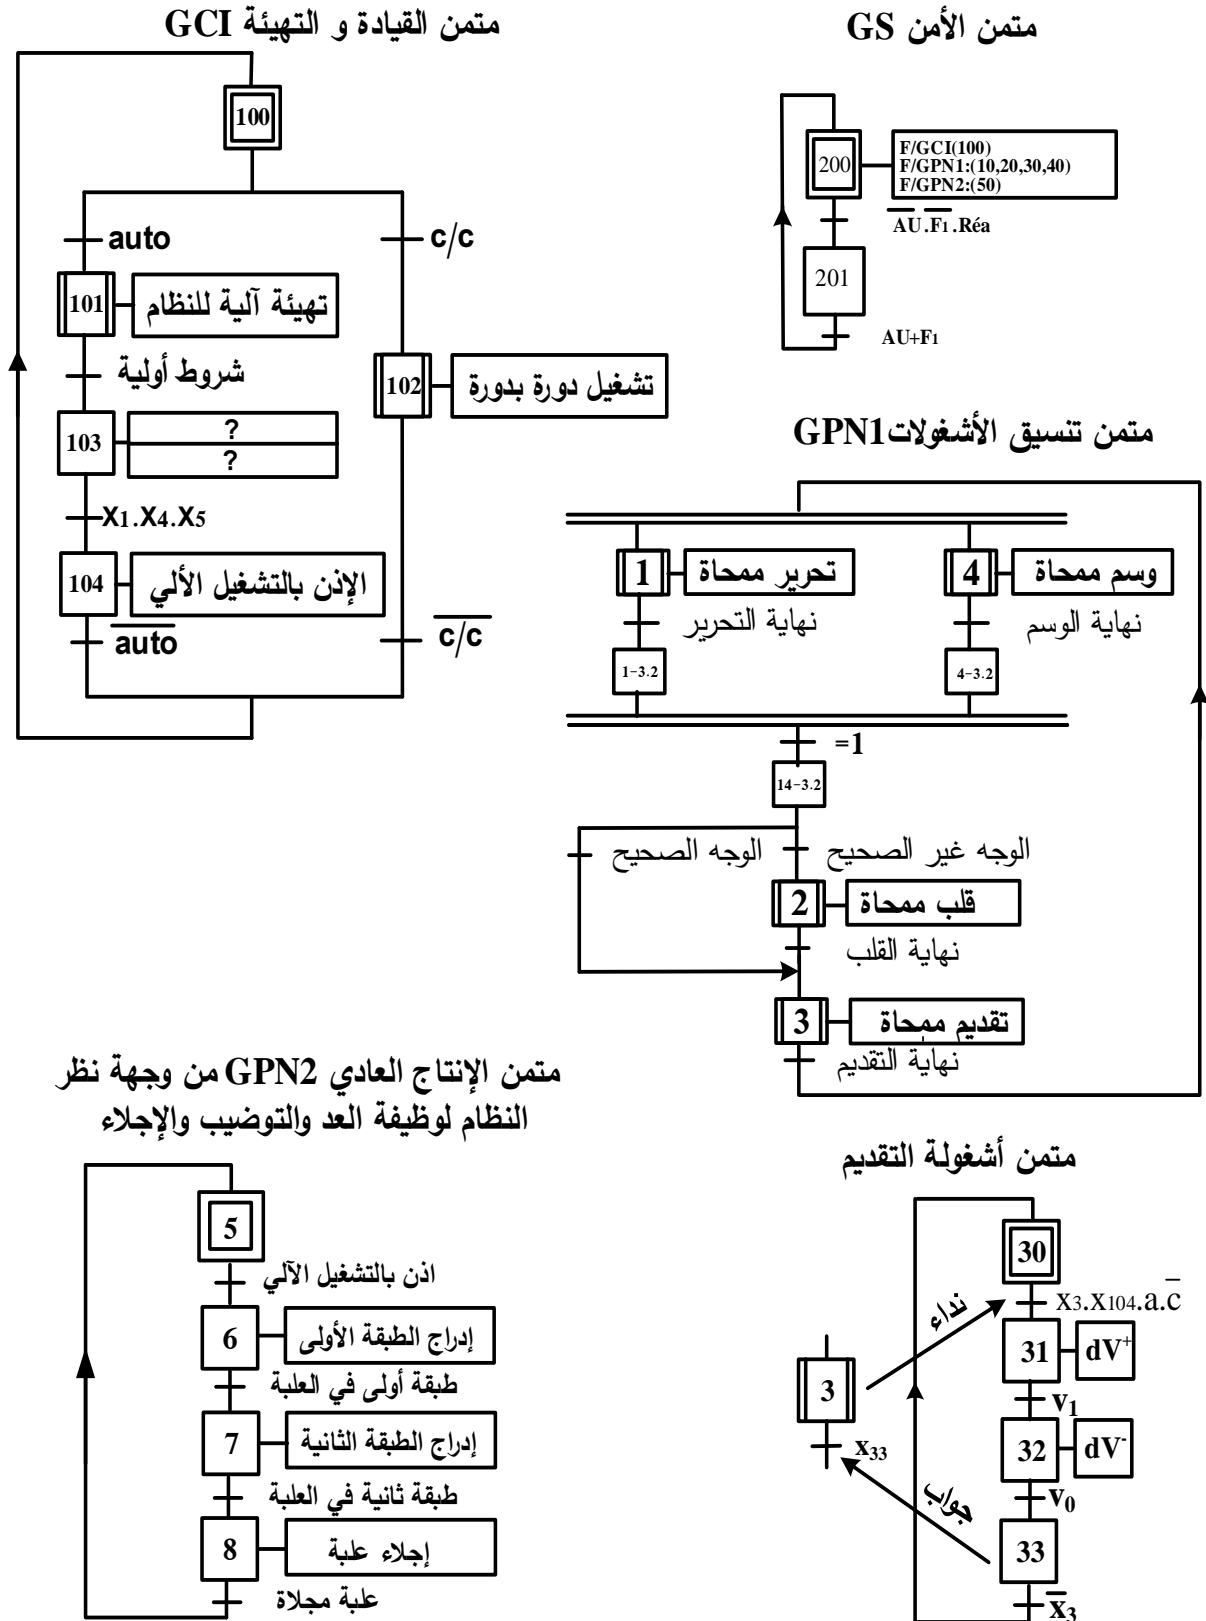 متمن القيادة و التهيئة GCI
100
auto
c/c
101
تهيئة آلية للنظام
شروط أولية
102
تشغيل دورة بدورة
103
?
?
X1.X4.X5
104
الإذن بالتشغيل الألي
a̅u̅t̅o̅
c̅/̅c̅
متمن الأمن GS
200
F/GCI(100)
F/GPN1:(10,20,30,40)
F/GPN2:(50)
A̅U̅.F̅1.Réa
201
AU+F1
متمن تنسيق الأشغولات GPN1
1
تحرير ممحاة
4
وسم ممحاة
نهاية التحرير
نهاية الوسم
1-3.2
4-3.2
=1
14-3.2
الوجه الصحيح
الوجه غير الصحيح
2
قلب ممحاة
نهاية القلب
3
تقديم ممحاة
نهاية التقديم
متمن الإنتاج العادي GPN2 من وجهة نظر
النظام لوظيفة العد والتوضيب والإجلاء
5
اذن بالتشغيل الآلي
6
إدراج الطبقة الأولى
طبقة أولى في العلبة
7
إدراج الطبقة الثانية
طبقة ثانية في العلبة
8
إجلاء علبة
علبة مجلاة
متمن أشغولة التقديم
30
X3.X104.a.c̅
نداء
31
dV⁺
3
V₁
x₃₃
32
dV⁻
جواب
V₀
33
x̅₃